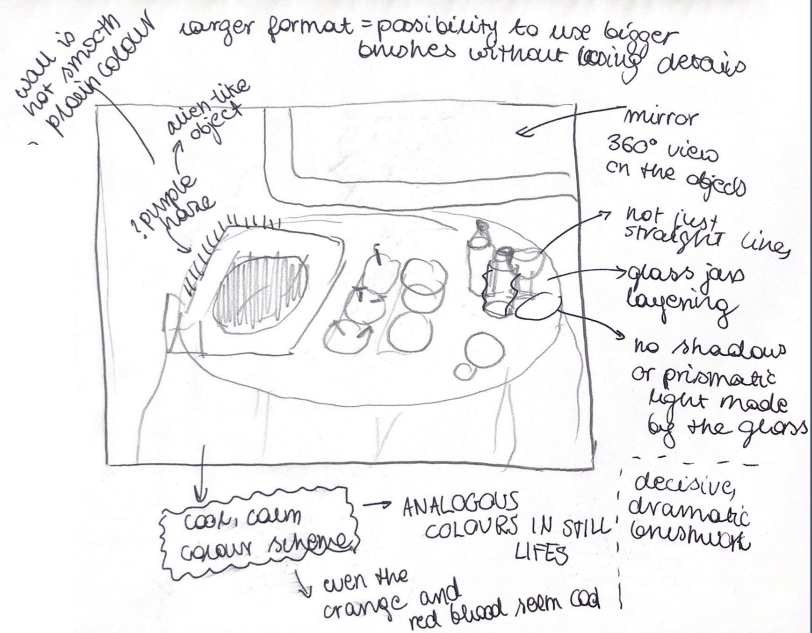 wall is
not smooth
plain colour
larger format = possibility to use bigger
brushes without losing details
alien-like
object
? purple
haze
mirror
360° view
on the objects
not just
straight lines
glass jars
layering
no shadows
or prismatic
light made
by the glass
decisive,
dramatic
brushwork
cool, calm
colour scheme
ANALOGOUS
COLOURS IN STILL
LIFES
even the
orange and
red blood seem cool